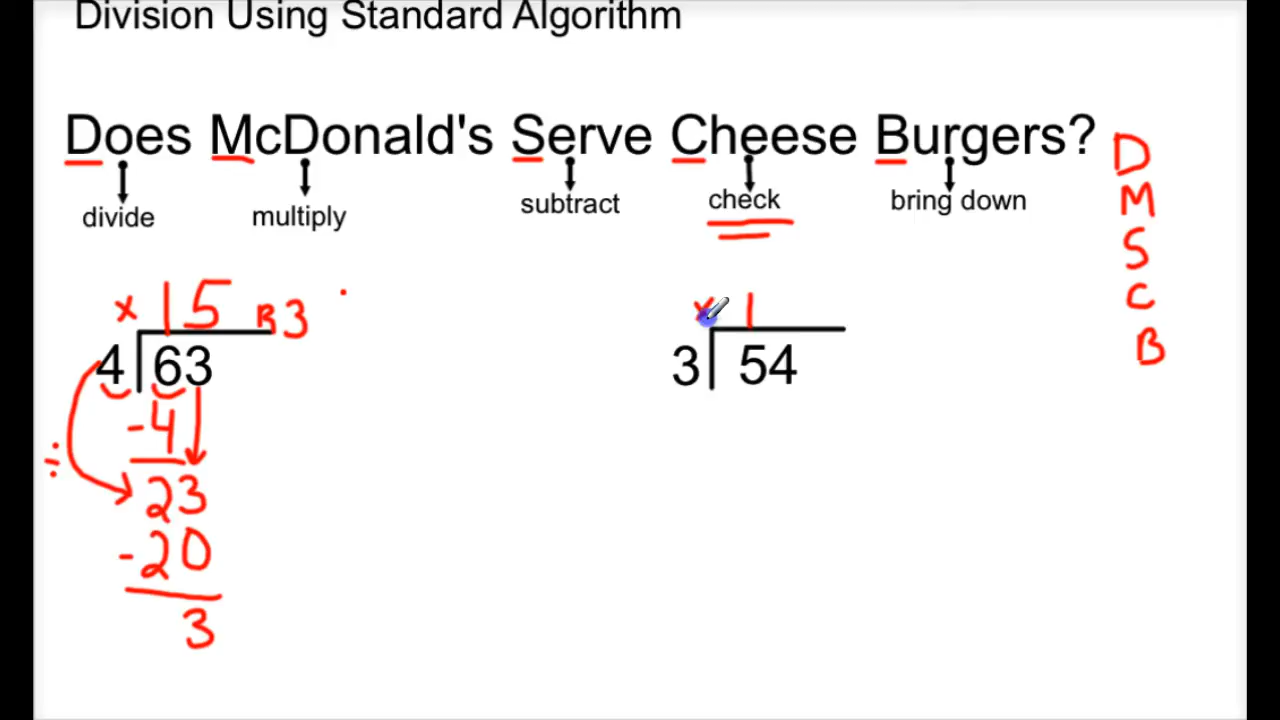 Division Using Standard Algorithm
Does McDonald's Serve Cheese Burgers?
divide multiply subtract check bring down
D
M
S
C
B
× 15 R3
4 63
-4
÷
23
-20
3
× 1
3 54